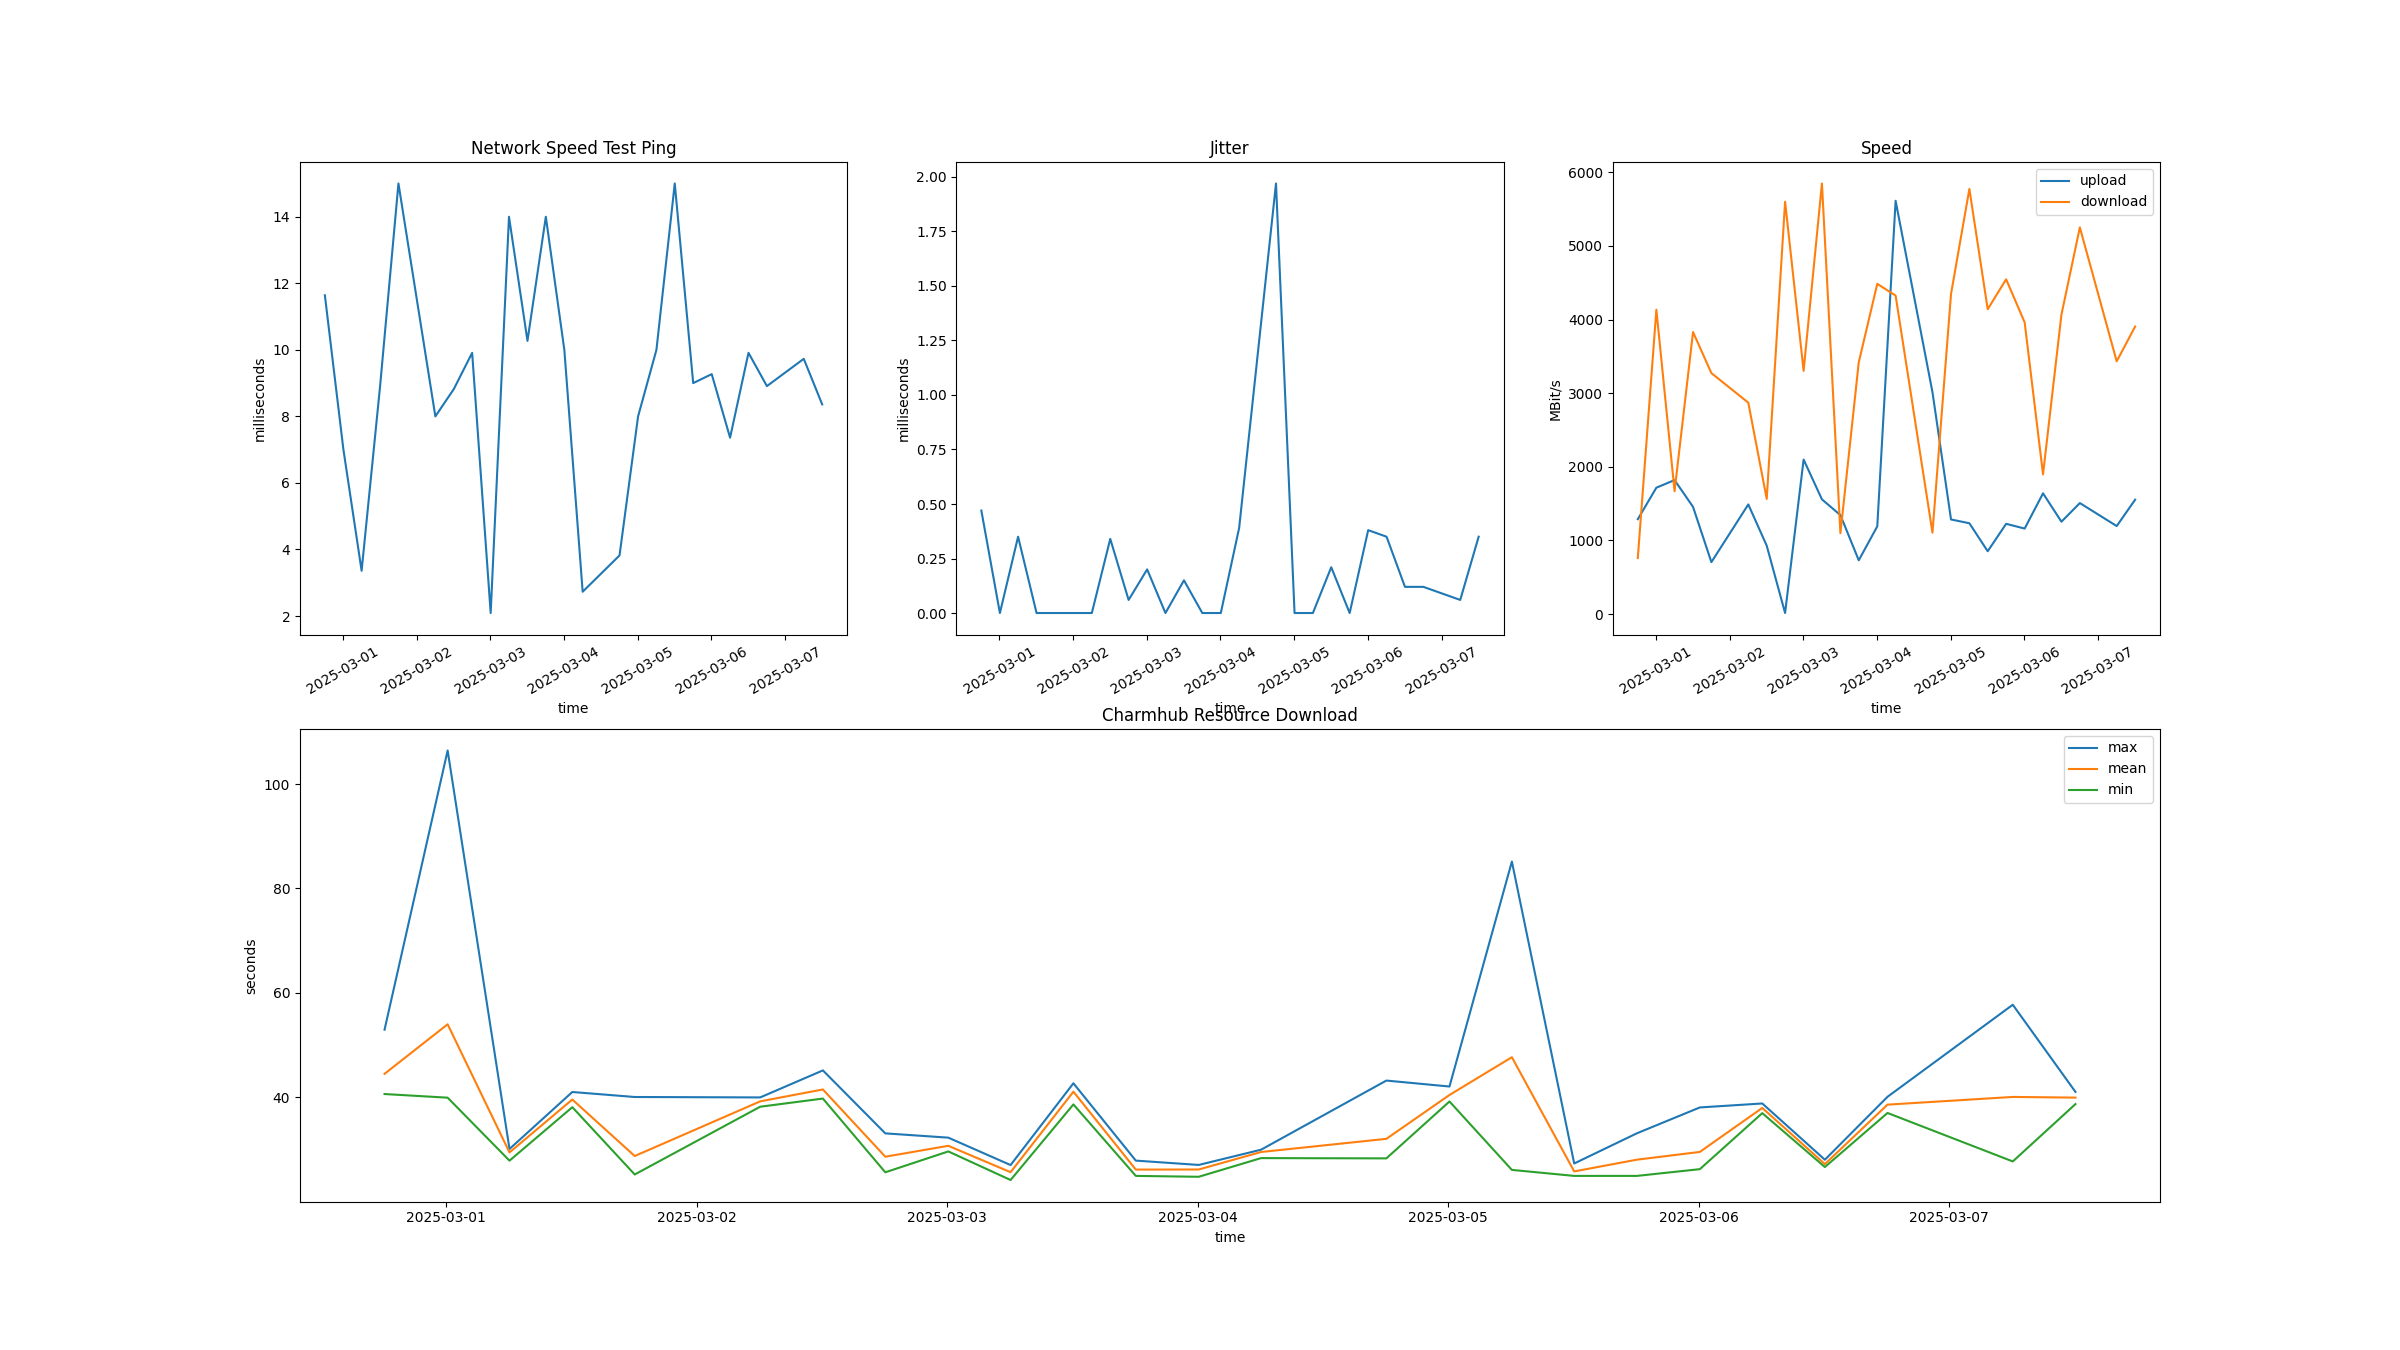 Network Speed Test Ping
milliseconds
14
12
10
8
6
4
2
2025-03-01 2025-03-02 2025-03-03 2025-03-04 2025-03-05 2025-03-06 2025-03-07
time
Jitter
milliseconds
2.00
1.75
1.50
1.25
1.00
0.75
0.50
0.25
0.00
2025-03-01 2025-03-02 2025-03-03 2025-03-04 2025-03-05 2025-03-06 2025-03-07
time
Speed
MBit/s
6000
5000
4000
3000
2000
1000
0
upload
download
2025-03-01 2025-03-02 2025-03-03 2025-03-04 2025-03-05 2025-03-06 2025-03-07
time
Charmhub Resource Download
seconds
100
80
60
40
max
mean
min
2025-03-01 2025-03-02 2025-03-03 2025-03-04 2025-03-05 2025-03-06 2025-03-07
time